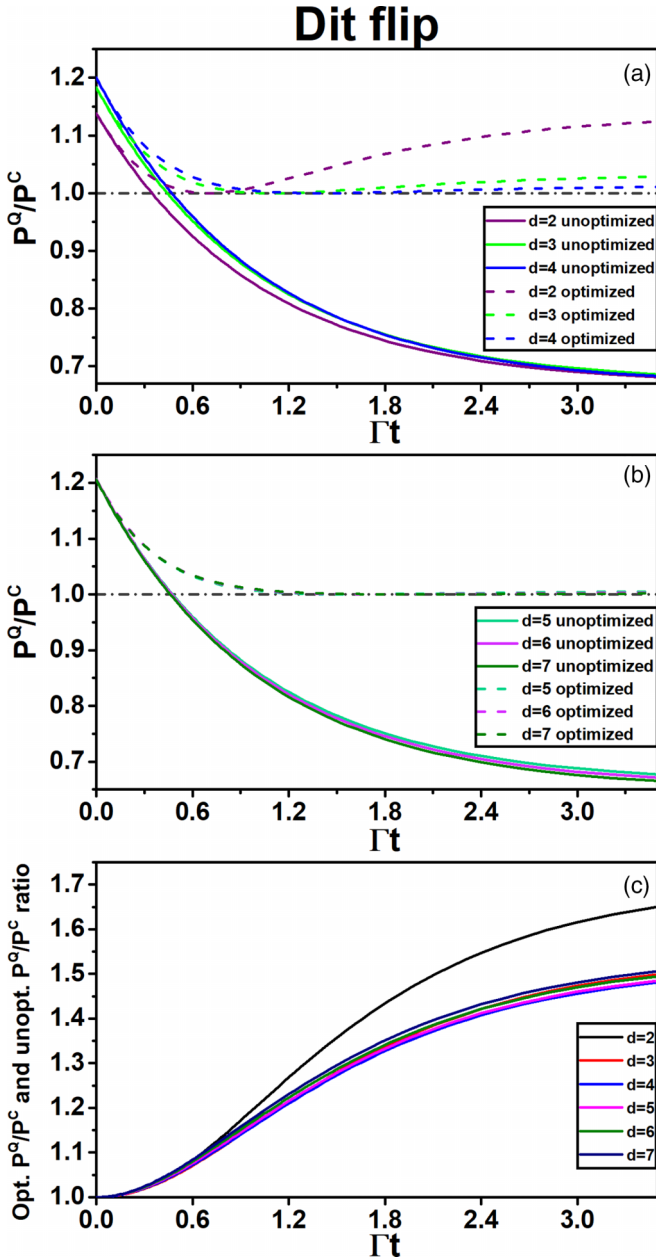 Dit flip
(a)
1.2
1.1
1.0
0.9
0.8
0.7
P^Q/P^C
d=2 unoptimized
d=3 unoptimized
d=4 unoptimized
d=2 optimized
d=3 optimized
d=4 optimized
0.0 0.6 1.2 1.8 2.4 3.0
Γt
(b)
1.2
1.1
1.0
0.9
0.8
0.7
P^Q/P^C
d=5 unoptimized
d=6 unoptimized
d=7 unoptimized
d=5 optimized
d=6 optimized
d=7 optimized
0.0 0.6 1.2 1.8 2.4 3.0
Γt
(c)
1.7
1.6
1.5
1.4
1.3
1.2
1.1
1.0
Opt. P^Q/P^C and unopt. P^Q/P^C ratio
d=2
d=3
d=4
d=5
d=6
d=7
0.0 0.6 1.2 1.8 2.4 3.0
Γt